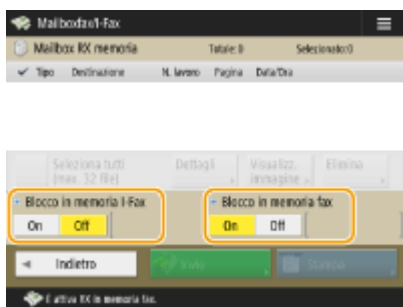 Mailbox fax/I-Fax
Mailbox RX memoria Totale: 0 Selezionato:0
Tipo Destinazione N. lavoro Pagina Data/Ora
Seleziona tutti (max. 32 file) Dettagli Visualizz. immagine Elimina
Blocco in memoria I-Fax Blocco in memoria fax
On Off On Off
Indietro Invio Stampa
È attiva RX in memoria fax.